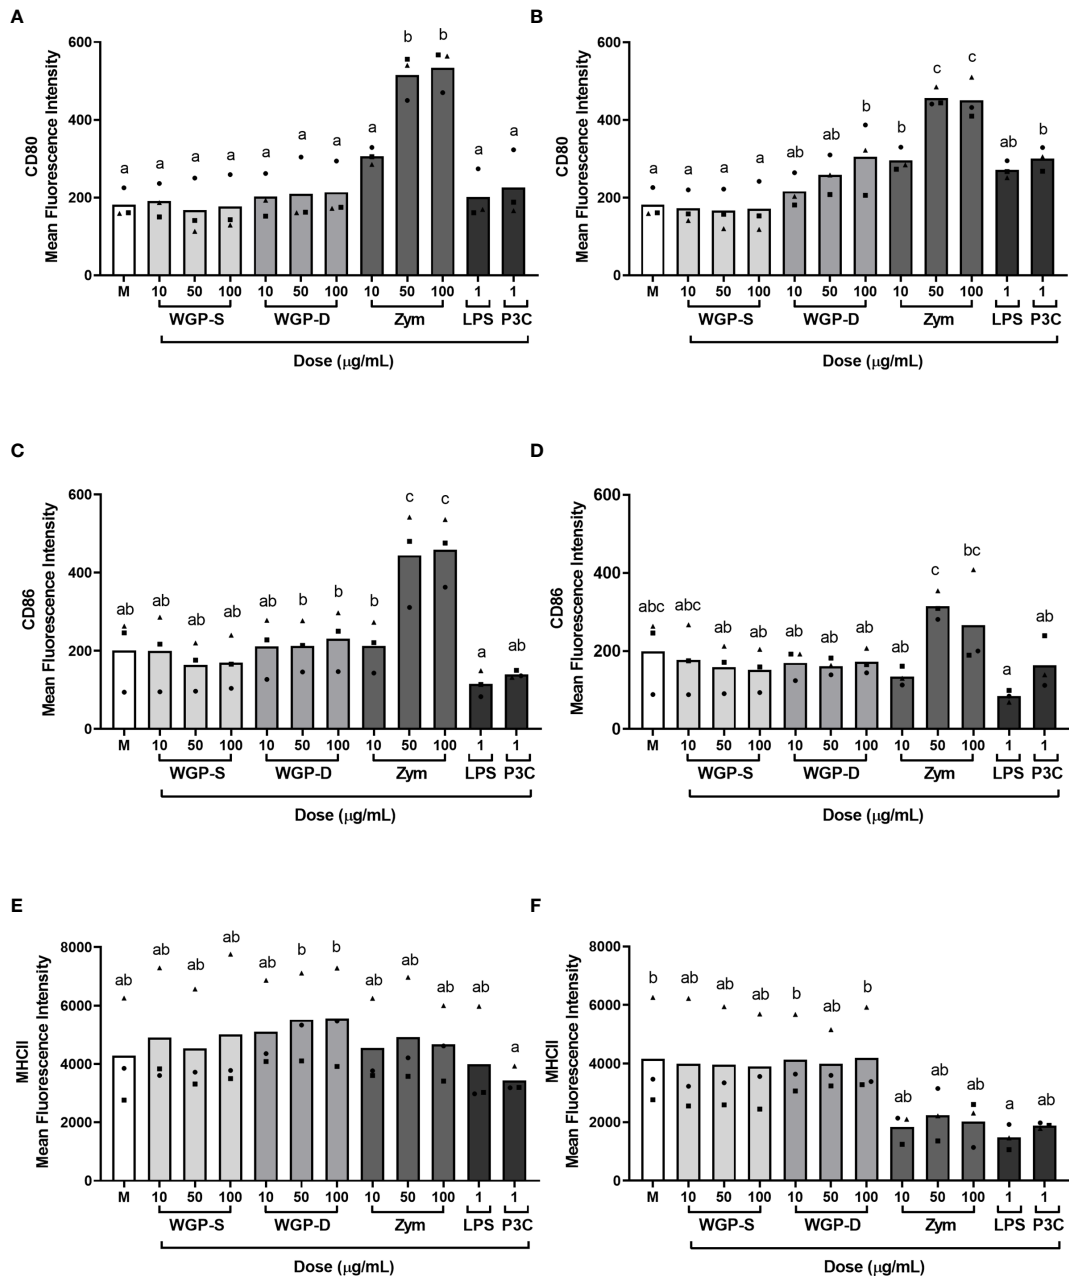 A
CD80
Mean Fluorescence Intensity
600
400
200
0
a a a a a a a a b b a a
M 10 50 100 10 50 100 10 50 100 1 1
WGP-S WGP-D Zym LPS P3C
Dose (μg/mL)
B
CD80
Mean Fluorescence Intensity
600
400
200
0
a a a a ab ab b b c c ab b
M 10 50 100 10 50 100 10 50 100 1 1
WGP-S WGP-D Zym LPS P3C
Dose (μg/mL)
C
CD86
Mean Fluorescence Intensity
600
400
200
0
ab ab ab ab ab b b b c c a ab
M 10 50 100 10 50 100 10 50 100 1 1
WGP-S WGP-D Zym LPS P3C
Dose (μg/mL)
D
CD86
Mean Fluorescence Intensity
600
400
200
0
abc abc ab ab ab ab ab ab c bc a ab
M 10 50 100 10 50 100 10 50 100 1 1
WGP-S WGP-D Zym LPS P3C
Dose (μg/mL)
E
MHCII
Mean Fluorescence Intensity
8000
6000
4000
2000
0
ab ab ab ab ab b b ab ab ab ab a
M 10 50 100 10 50 100 10 50 100 1 1
WGP-S WGP-D Zym LPS P3C
Dose (μg/mL)
F
MHCII
Mean Fluorescence Intensity
8000
6000
4000
2000
0
b ab ab ab b ab b ab ab ab a ab
M 10 50 100 10 50 100 10 50 100 1 1
WGP-S WGP-D Zym LPS P3C
Dose (μg/mL)